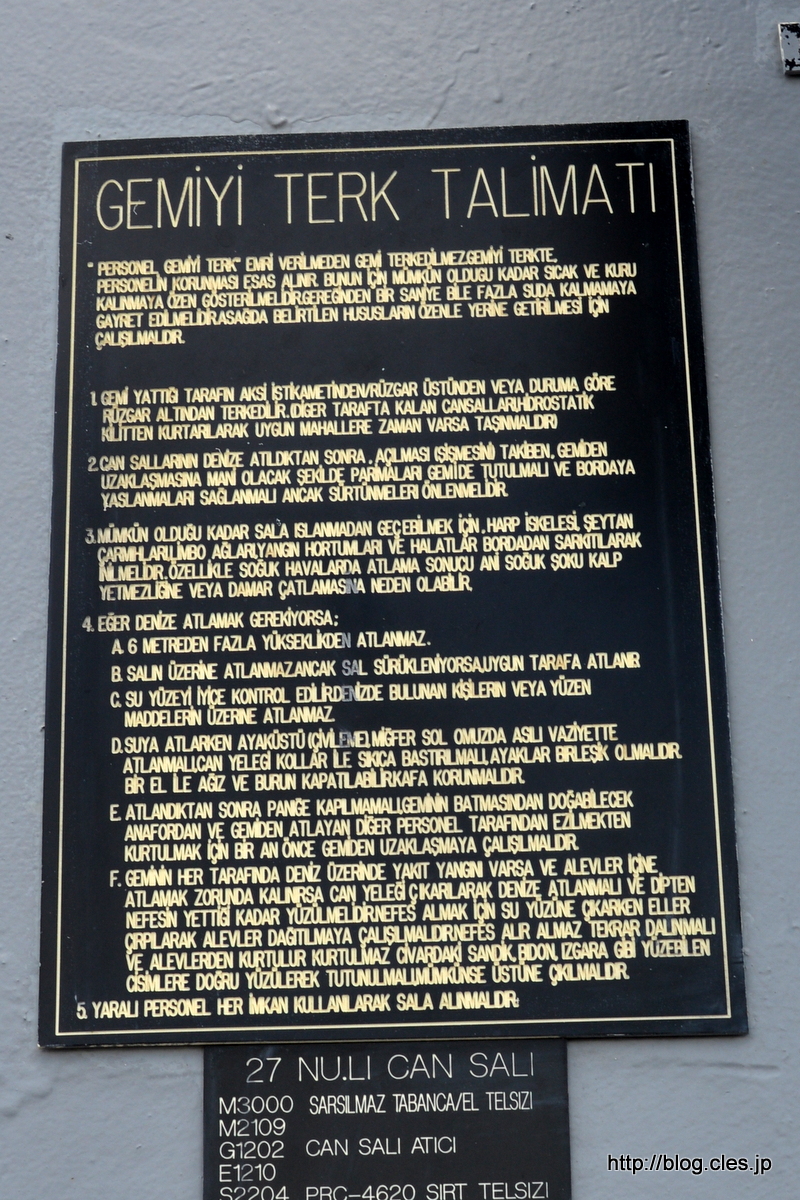 GEMİYİ TERK TALİMATI
" PERSONEL GEMİYİ TERK" EMRİ VERİLMEDEN GEMİ TERKEDİLMEZ.GEMİYİ TERKTE,
PERSONELİN KORUNMASI ESAS ALINIR. BUNUN İÇİN MÜMKÜN OLDUGU KADAR SICAK VE KURU
KALINMAYA ÖZEN GÖSTERİLMELİDİR.GEREĞİNDEN BİR SANİYE BİLE FAZLA SUDA KALMAMAYA
GAYRET EDİLMELİDİR.ASAĞIDA BELIRTİLEN HUSUSLARIN ÖZENLE YERİNE GETİRİLMESİ İÇİN
ÇALIŞILMALIDIR.
1. GEMİ YATTIĞI TARAFIN AKSİ İSTİKAMETİNDEN/RÜZGAR ÜSTÜNDEN VEYA DURUMA GÖRE
RÜZGAR ALTINDAN TERKEDİLİR.(DİĞER TARAFTA KALAN CANSALLARI,HİDROSTATİK
KİLİTTEN KURTARILARAK UYGUN MAHALLERE ZAMAN VARSA TAŞINMALIDIR)
2.CAN SALLARININ DENİZE ATILDIKTAN SONRA , AÇILMASI (ŞİŞMESİNİ) TAKİBEN, GEMİDEN
UZAKLAŞMASINA MANİ OLACAK ŞEKİLDE PARİMALARI GEMİDE TUTULMALI VE BORDAYA
YASLANMALARI SAĞLANMALI ANCAK SÜRTÜNMELERİ ÖNLENMELİDİR.
3.MÜMKÜN OLDUĞU KADAR SALA ISLANMADAN GEÇEBİLMEK İÇİN , HARP İSKELESİ, ŞEYTAN
ÇARMIHLARI,LİMBO AĞLARI,YANGIN HORTUMLARI VE HALATLAR BORDADAN SARKITILARAK
İNİLMELİDİR.ÖZELLİKLE SOĞUK HAVALARDA ATLAMA SONUCU ANİ SOĞUK ŞOKU KALP
YETMEZLİĞİNE VEYA DAMAR ÇATLAMASINA NEDEN OLABİLİR.
4. EĞER DENİZE ATLAMAK GEREKİYORSA;
A. 6 METREDEN FAZLA YÜKSEKLİKDEN ATLANMAZ.
B. SALIN ÜZERİNE ATLANMAZ.ANCAK SAL SÜRÜKLENİYORSA,UYGUN TARAFA ATLANIR.
C. SU YÜZEYİ İYİCE KONTROL EDİLİR.DENİZDE BULUNAN KİŞİLERIN VEYA YÜZEN
MADDELERİN ÜZERİNE ATLANMAZ.
D. SUYA ATLARKEN AYAKÜSTÜ (ÇİVİLEME),MİĞFER SOL OMUZDA ASILI VAZİYETTE
ATLANMALI,CAN YELEGİ KOLLAR İLE SIKICA BASTIRILMALI,AYAKLAR BİRLEŞİK OLMALIDIR.
BİR EL İLE AĞIZ VE BURUN KAPATILABİLİR.KAFA KORUNMALIDIR.
E. ATLANDIKTAN SONRA PANİĞE KAPILMAMALI,GEMİNİN BATMASINDAN DOĞABİLECEK
ANAFORDAN VE GEMİDEN ATLAYAN DİĞER PERSONEL TARAFINDAN EZİLMEKTEN
KURTULMAK İÇİN BİR AN ÖNCE GEMİDEN UZAKLAŞMAYA ÇALIŞILMALIDIR.
F. GEMİNİN HER TARAFINDA DENİZ ÜZERİNDE YAKIT YANGINI VARSA VE ALEVLER İÇİNE
ATLAMAK ZORUNDA KALINIRSA CAN YELEĞİ ÇIKARILARAK DENİZE ATLANMALI VE DİPTEN
NEFESİN YETTİĞİ KADAR YÜZÜLMELİDİR.NEFES ALMAK İÇİN SU YÜZÜNE ÇIKARKEN ELLER
ÇIRPILARAK ALEVLER DAĞITILMAYA ÇALIŞILMALIDIR.NEFES ALIR ALMAZ TEKRAR DALINMALI
VE ALEVLERDEN KURTULUR KURTULMAZ CİVARDAKİ SANDIK,BİDON, IZGARA GİBİ YÜZEBİLEN
CİSİMLERE DOĞRU YÜZÜLEREK TUTUNULMALI,MÜMKÜNSE ÜSTÜNE ÇIKILMALIDIR.
5. YARALI PERSONEL HER İMKAN KULLANILARAK SALA ALINMALIDIR.
27 NU.LI CAN SALI
M3000 SARSILMAZ TABANCA/EL TELSIZI
M2109
G1202 CAN SALI ATICI
E1210
S2204 PRC-4620 SIRT TELSIZI
http://blog.cles.jp